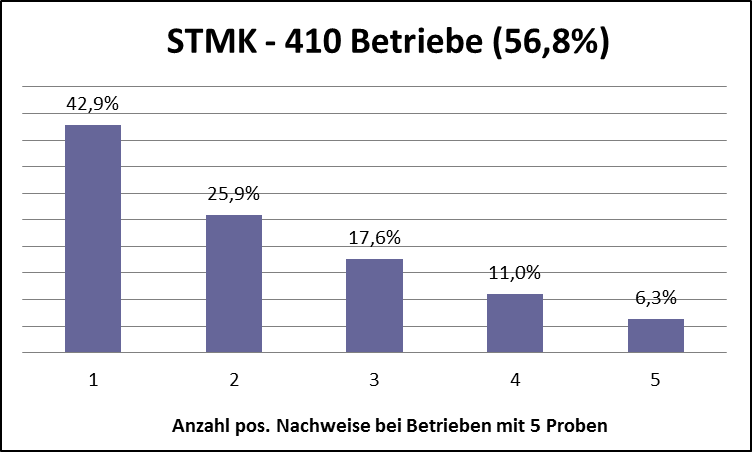 STMK - 410 Betriebe (56,8%)
42,9%
25,9%
17,6%
11,0%
6,3%
1 2 3 4 5
Anzahl pos. Nachweise bei Betrieben mit 5 Proben